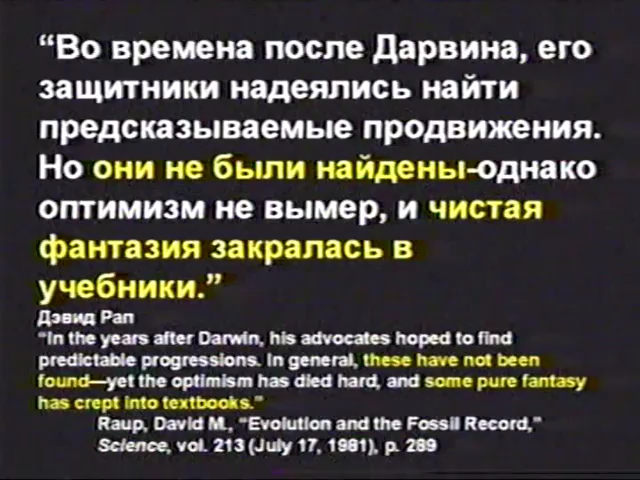 “Во времена после Дарвина, его
защитники надеялись найти
предсказываемые продвижения.
Но они не были найдены-однако
оптимизм не вымер, и чистая
фантазия закралась в
учебники.”
Дэвид Рап
“In the years after Darwin, his advocates hoped to find
predictable progressions. In general, these have not been
found—yet the optimism has died hard, and some pure fantasy
has crept into textbooks.”
Raup, David M., “Evolution and the Fossil Record,”
Science, vol. 213 (July 17, 1981), p. 289